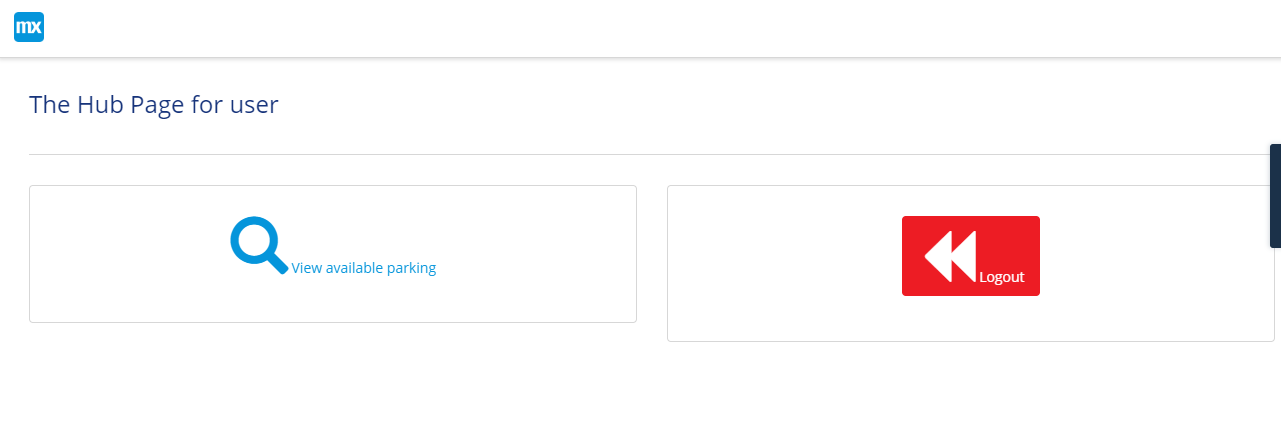 mx
The Hub Page for user
View available parking
Logout